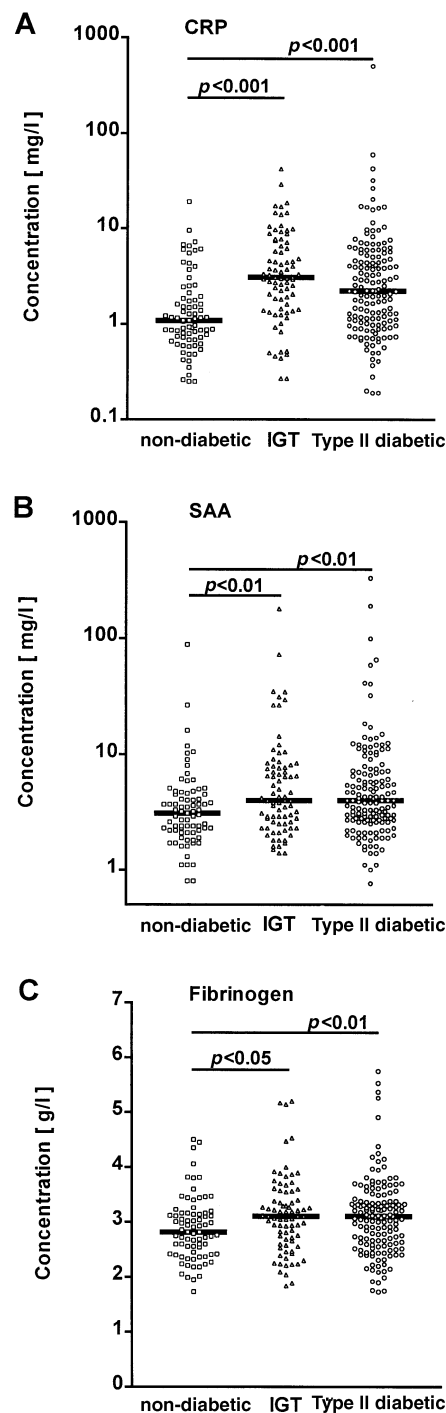 A
CRP
1000
100
10
1
0.1
Concentration [ mg/l ]
p<0.001
p<0.001
non-diabetic IGT Type II diabetic
B
SAA
1000
100
10
1
Concentration [ mg/l ]
p<0.01
p<0.01
non-diabetic IGT Type II diabetic
C
Fibrinogen
7
6
5
4
3
2
1
0
Concentration [ g/l ]
p<0.01
p<0.05
non-diabetic IGT Type II diabetic